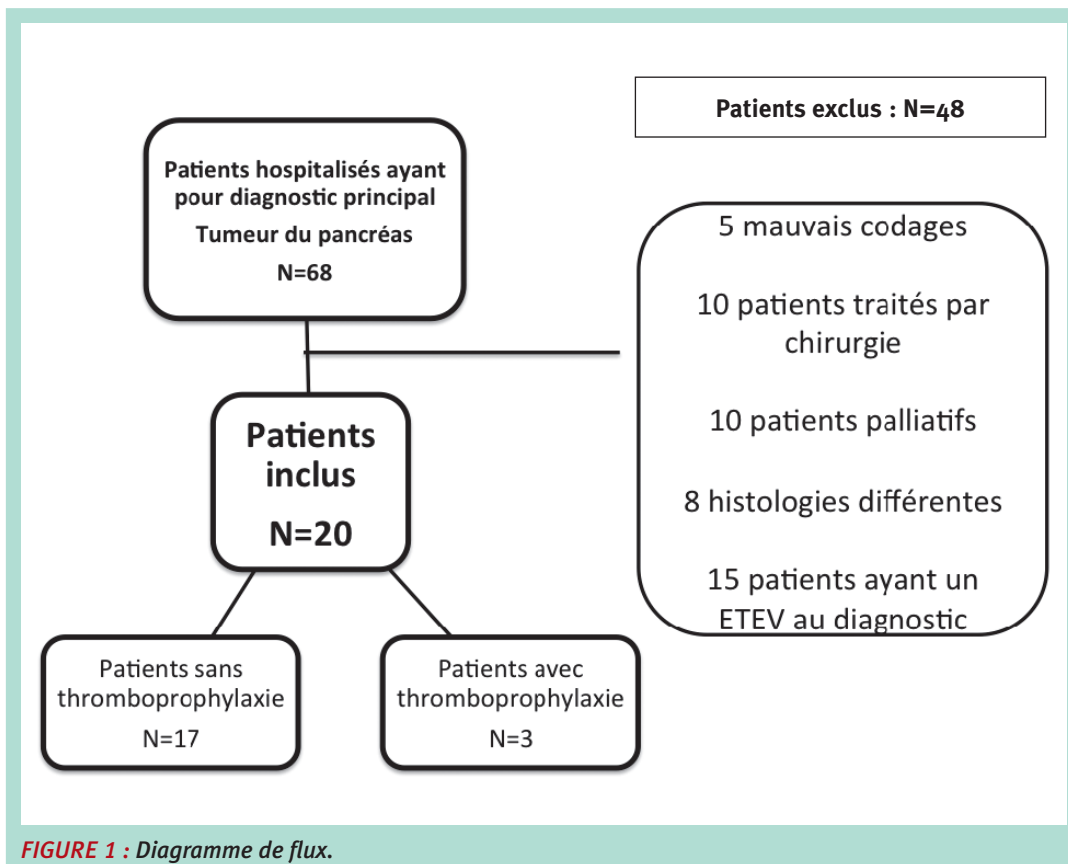 Patients exclus : N=48
Patients hospitalisés ayant
pour diagnostic principal
Tumeur du pancréas
N=68
5 mauvais codages
10 patients traités par
chirurgie
10 patients palliatifs
8 histologies différentes
15 patients ayant un
ETEV au diagnostic
Patients
inclus
N=20
Patients sans
thromboprophylaxie
N=17
Patients avec
thromboprophylaxie
N=3
FIGURE 1 : Diagramme de flux.